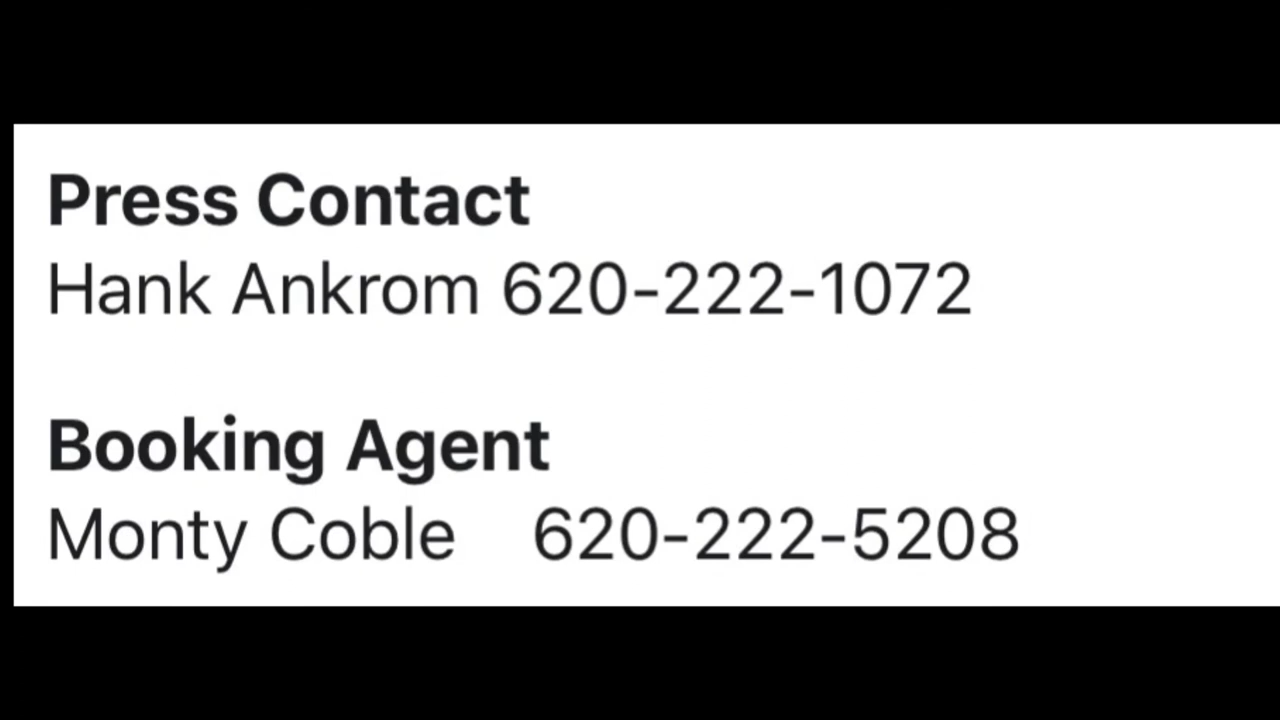 Press Contact
Hank Ankrom 620-222-1072
Booking Agent
Monty Coble 620-222-5208